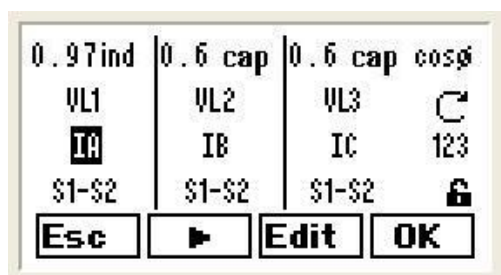 0.97ind 0.6 cap 0.6 cap cosø
VL1 VL2 VL3
IA IB IC 123
S1-S2 S1-S2 S1-S2
Esc Edit OK